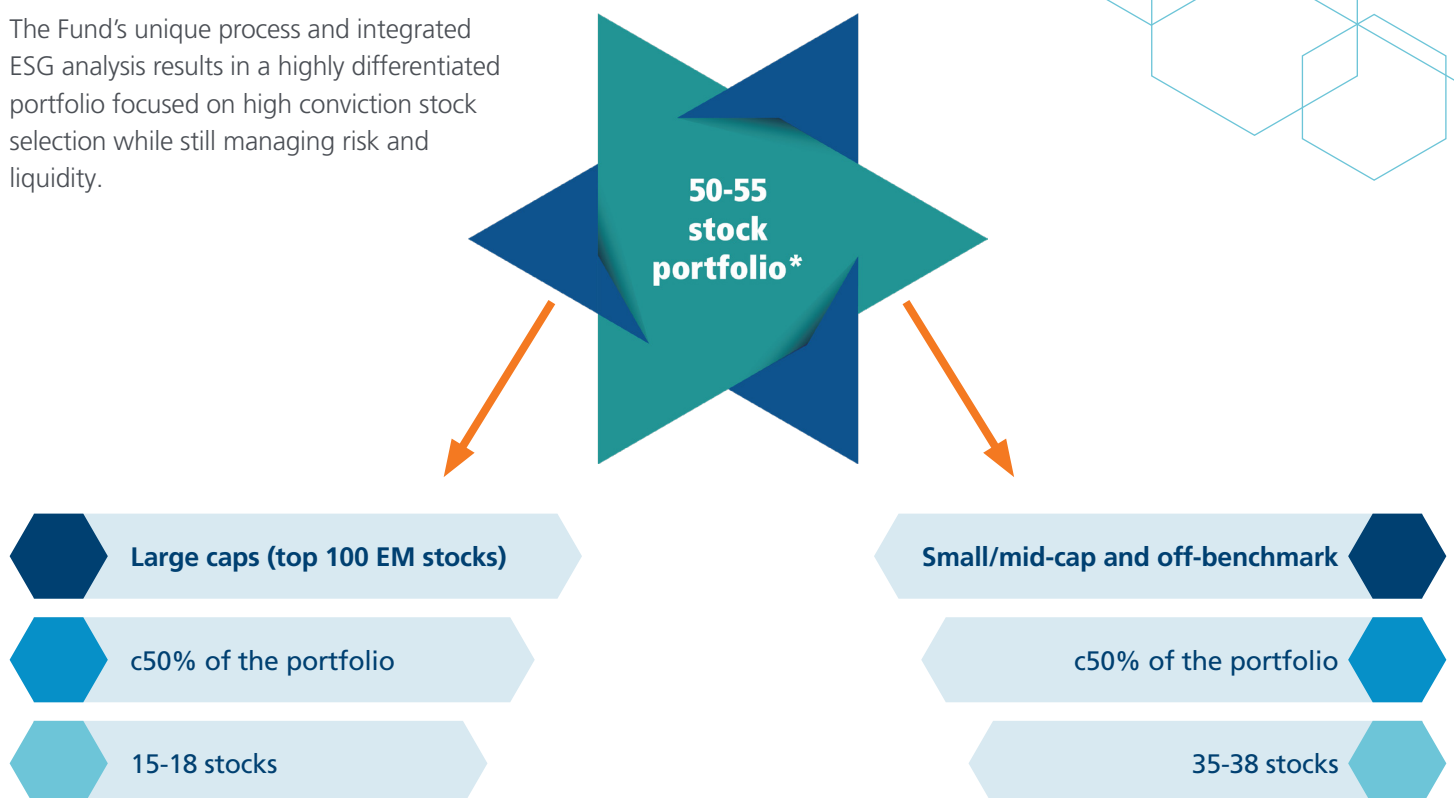 The Fund's unique process and integrated
ESG analysis results in a highly differentiated
portfolio focused on high conviction stock
selection while still managing risk and
liquidity.
50-55
stock
portfolio*
Large caps (top 100 EM stocks)
c50% of the portfolio
15-18 stocks
Small/mid-cap and off-benchmark
c50% of the portfolio
35-38 stocks